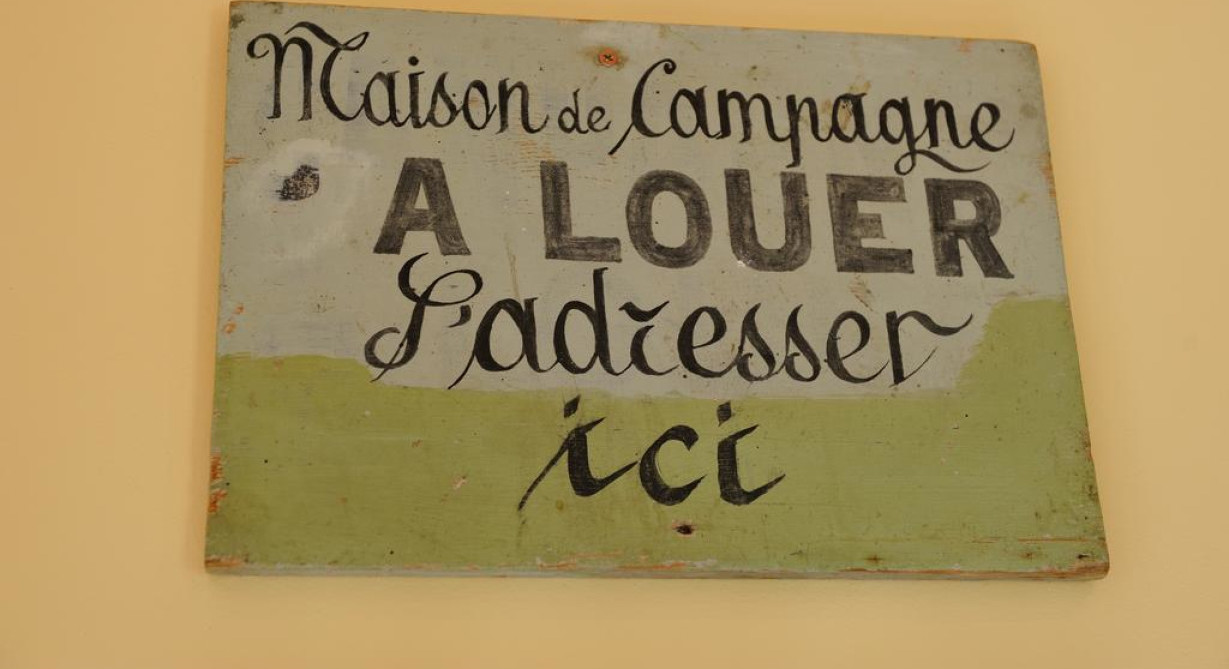 Maison de Campagne
A LOUER
S'adresser
ici